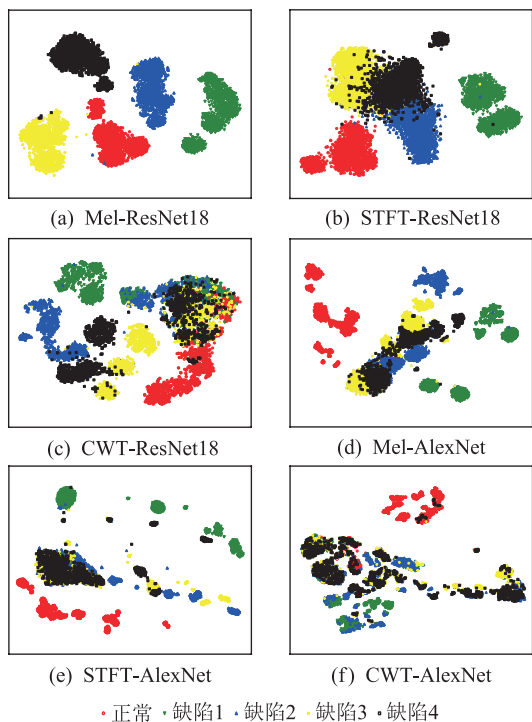 (a) Mel-ResNet18
(b) STFT-ResNet18
(c) CWT-ResNet18
(d) Mel-AlexNet
(e) STFT-AlexNet
(f) CWT-AlexNet
正常 缺陷1 缺陷2 缺陷3 缺陷4